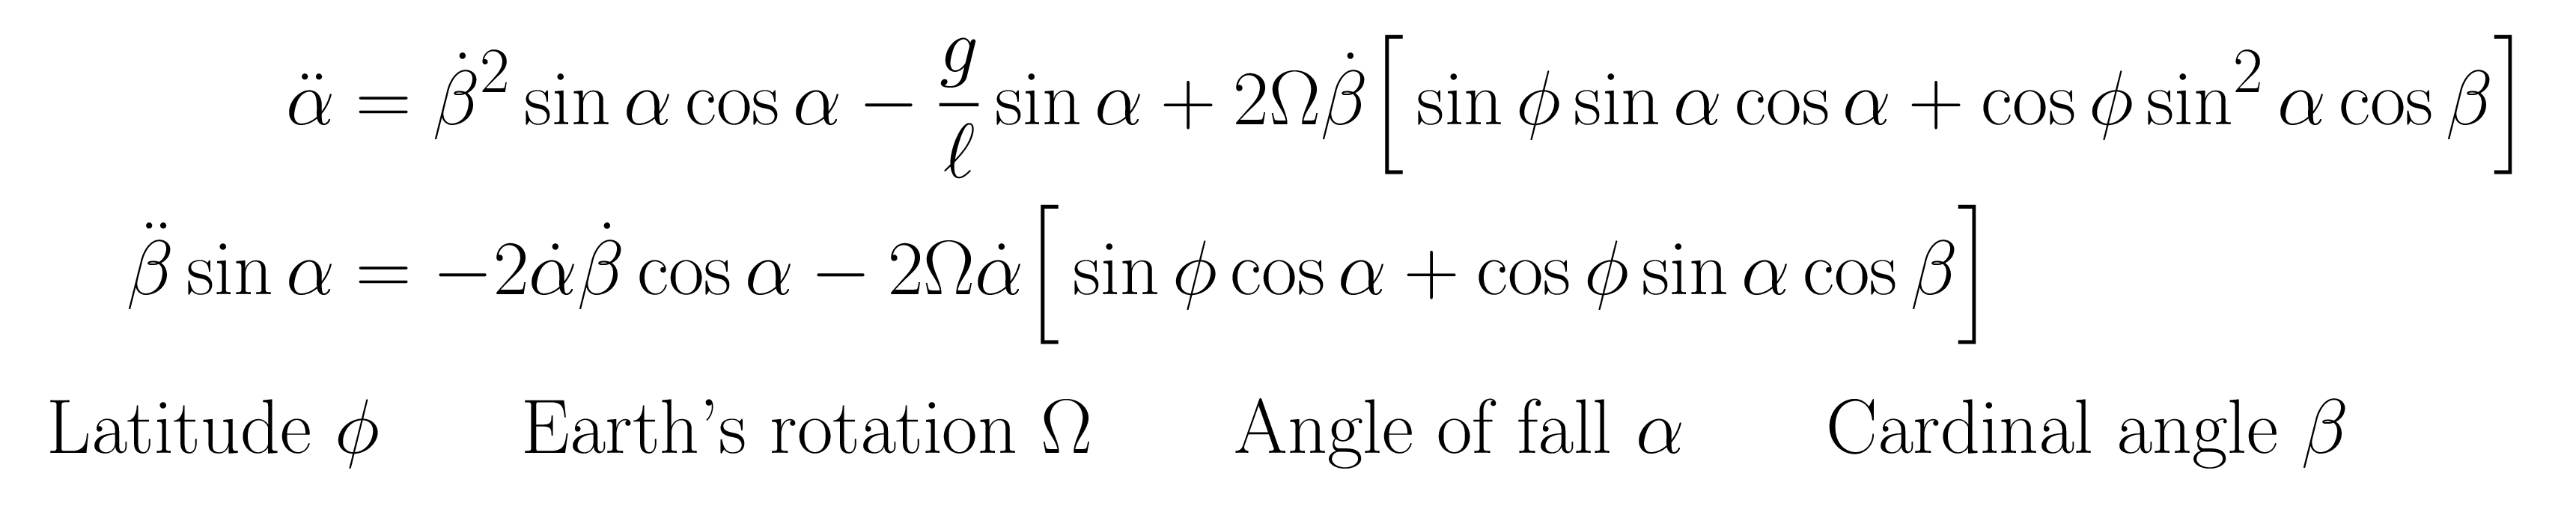 α̈ = β̇² sin α cos α − g/ℓ sin α + 2Ωβ̇[ sin ϕ sin α cos α + cos ϕ sin² α cos β]
β̈ sin α = −2α̇β̇ cos α − 2Ωα̇[ sin ϕ cos α + cos ϕ sin α cos β]
Latitude ϕ Earth's rotation Ω Angle of fall α Cardinal angle β